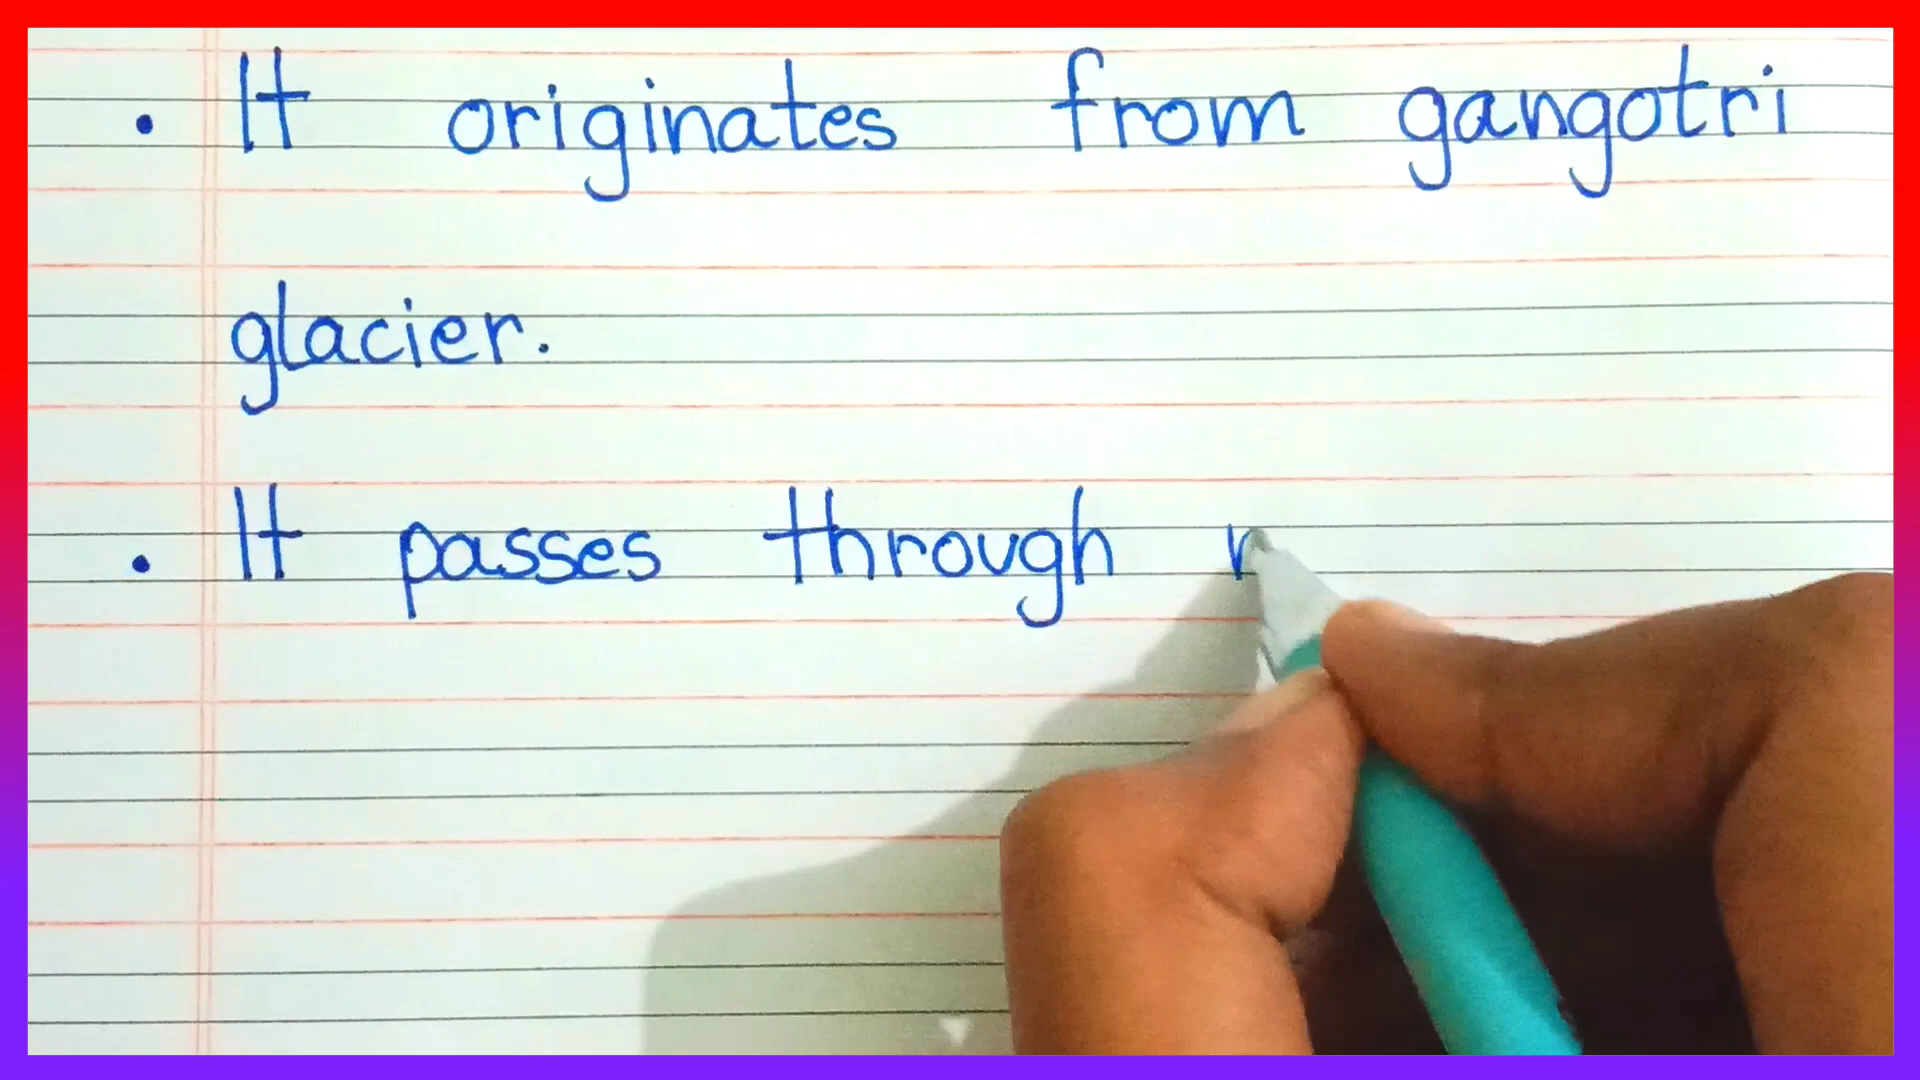 • It originates from gangotri
glacier.
• It passes through